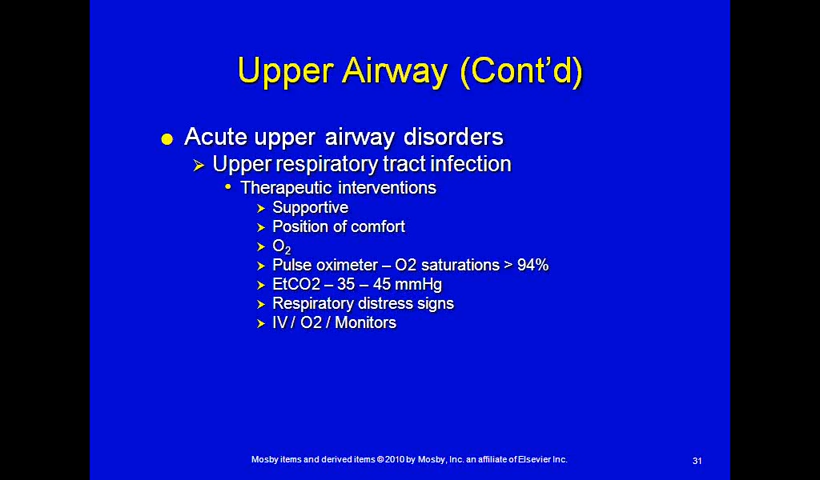 Upper Airway (Cont'd)
Acute upper airway disorders
Upper respiratory tract infection
Therapeutic interventions
Supportive
Position of comfort
O2
Pulse oximeter – O2 saturations > 94%
EtCO2 – 35 – 45 mmHg
Respiratory distress signs
IV / O2 / Monitors
Mosby items and derived items © 2010 by Mosby, Inc. an affiliate of Elsevier Inc.
31